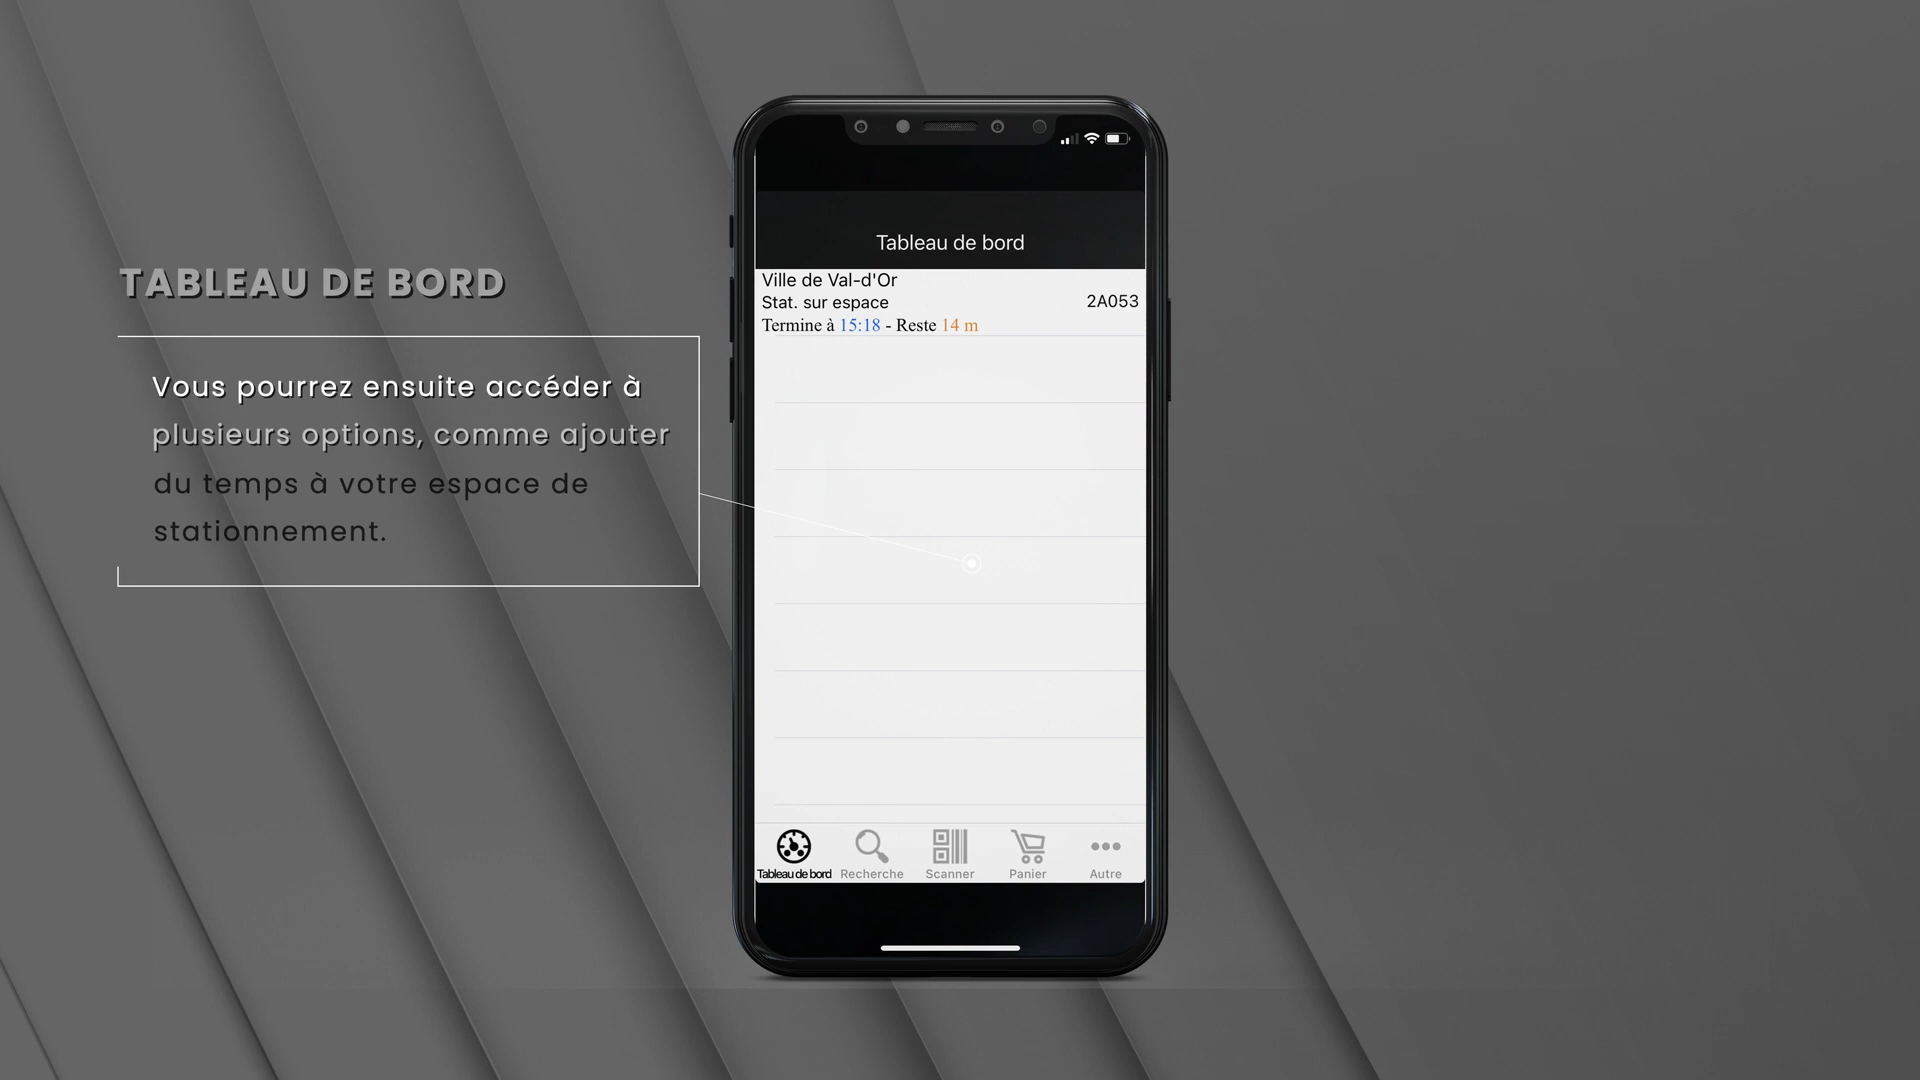 TABLEAU DE BORD
Vous pourrez ensuite accéder à
plusieurs options, comme ajouter
du temps à votre espace de
stationnement.
Tableau de bord
Ville de Val-d'Or
Stat. sur espace
2A053
Termine à 15:18 - Reste 14 m
Tableau de bord
Recherche
Scanner
Panier
Autre